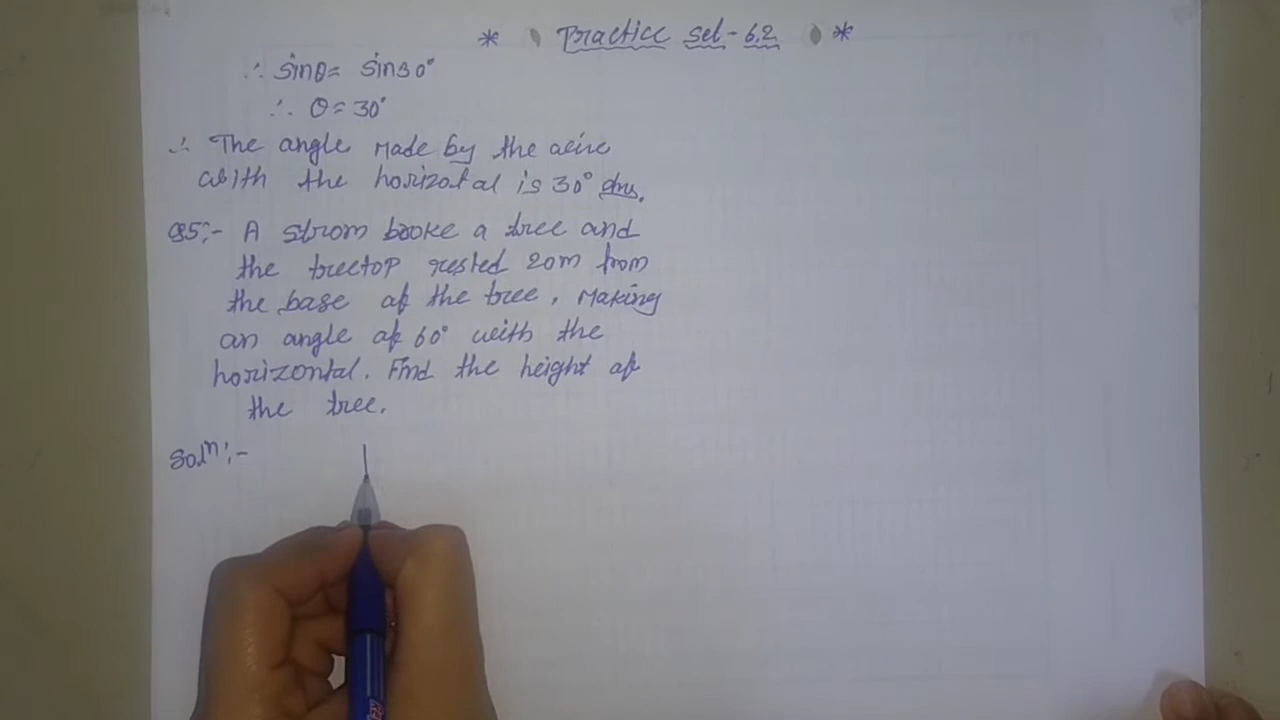 * Practice Set-6.2 *
∴ sinθ= sin30°
∴ θ= 30°
∴ The angle made by the wire
with the horizotal is 30° Ans.
Q5:- A strom booke a tree and
the treetop rested 20m from
the base of the tree, Making
an angle of 60° with the
horizontal. Find the height of
the tree.
Solⁿ:-